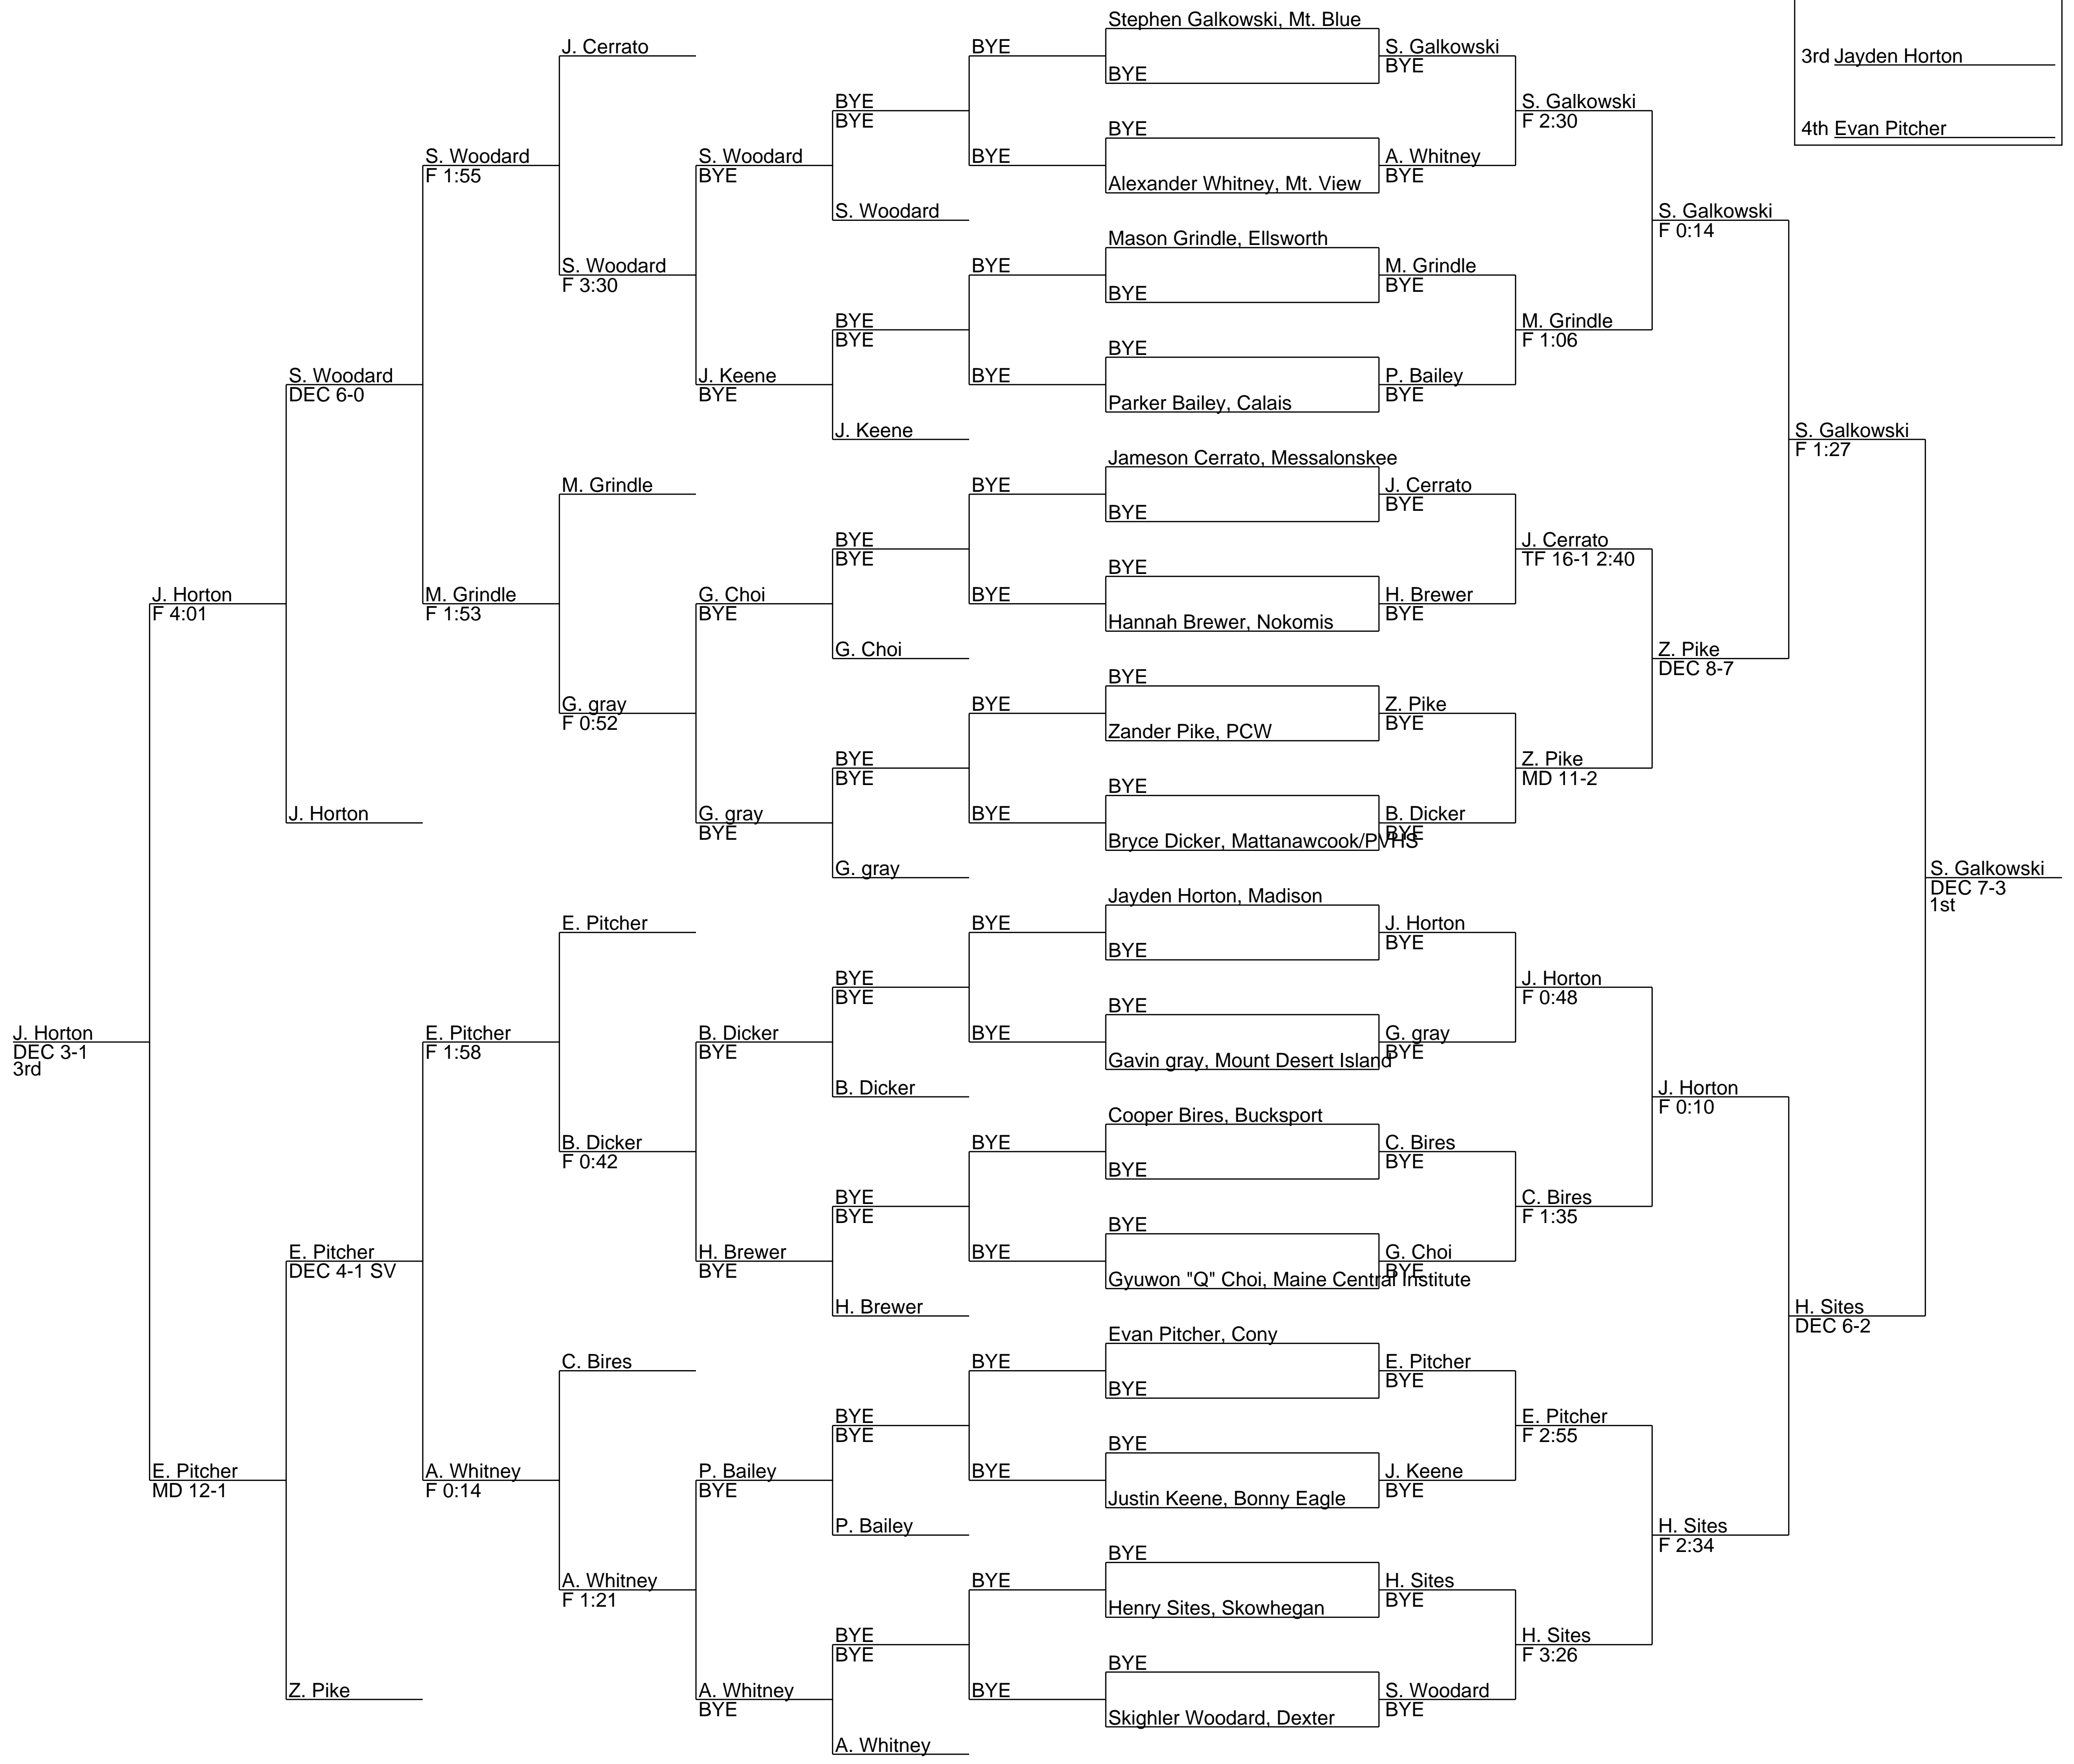 Stephen Galkowski, Mt. Blue
J. Cerrato
BYE
S. Galkowski
BYE
3rd Jayden Horton
BYE
BYE
BYE
S. Galkowski
F 2:30
4th Evan Pitcher
BYE
S. Woodard
F 1:55
S. Woodard
BYE
BYE
A. Whitney
BYE
Alexander Whitney, Mt. View
S. Woodard
S. Galkowski
F 0:14
Mason Grindle, Ellsworth
S. Woodard
F 3:30
BYE
M. Grindle
BYE
BYE
BYE
BYE
M. Grindle
F 1:06
BYE
S. Woodard
DEC 6-0
J. Keene
BYE
BYE
P. Bailey
BYE
Parker Bailey, Calais
J. Keene
S. Galkowski
F 1:27
Jameson Cerrato, Messalonskee
M. Grindle
BYE
J. Cerrato
BYE
BYE
BYE
BYE
J. Cerrato
TF 16-1 2:40
BYE
J. Horton
F 4:01
M. Grindle
F 1:53
G. Choi
BYE
BYE
H. Brewer
BYE
Hannah Brewer, Nokomis
G. Choi
Z. Pike
DEC 8-7
BYE
G. gray
F 0:52
BYE
Z. Pike
BYE
Zander Pike, PCW
BYE
BYE
Z. Pike
MD 11-2
BYE
J. Horton
G. gray
BYE
BYE
B. Dicker
BYE
Bryce Dicker, Mattanawcook/PVHS
G. gray
S. Galkowski
DEC 7-3
1st
Jayden Horton, Madison
E. Pitcher
BYE
J. Horton
BYE
BYE
BYE
BYE
J. Horton
F 0:48
BYE
J. Horton
DEC 3-1
3rd
E. Pitcher
F 1:58
B. Dicker
BYE
BYE
G. gray
BYE
Gavin gray, Mount Desert Island
B. Dicker
J. Horton
F 0:10
Cooper Bires, Bucksport
B. Dicker
F 0:42
BYE
C. Bires
BYE
BYE
BYE
BYE
C. Bires
F 1:35
BYE
E. Pitcher
DEC 4-1 SV
H. Brewer
BYE
BYE
G. Choi
BYE
Gyuwon "Q" Choi, Maine Central Institute
H. Brewer
H. Sites
DEC 6-2
Evan Pitcher, Cony
C. Bires
BYE
E. Pitcher
BYE
BYE
BYE
BYE
E. Pitcher
F 2:55
BYE
E. Pitcher
MD 12-1
A. Whitney
F 0:14
P. Bailey
BYE
BYE
J. Keene
BYE
Justin Keene, Bonny Eagle
P. Bailey
H. Sites
F 2:34
BYE
A. Whitney
F 1:21
BYE
H. Sites
BYE
Henry Sites, Skowhegan
BYE
BYE
H. Sites
F 3:26
BYE
Z. Pike
A. Whitney
BYE
BYE
S. Woodard
BYE
Skighler Woodard, Dexter
A. Whitney